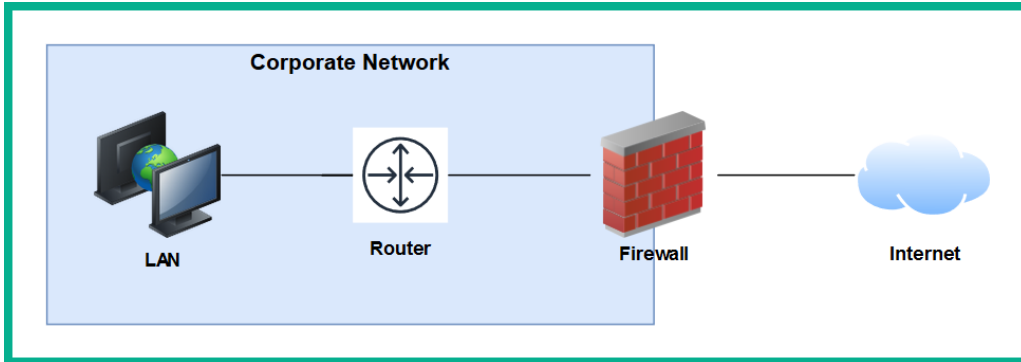 Corporate Network
LAN
Router
Firewall
Internet